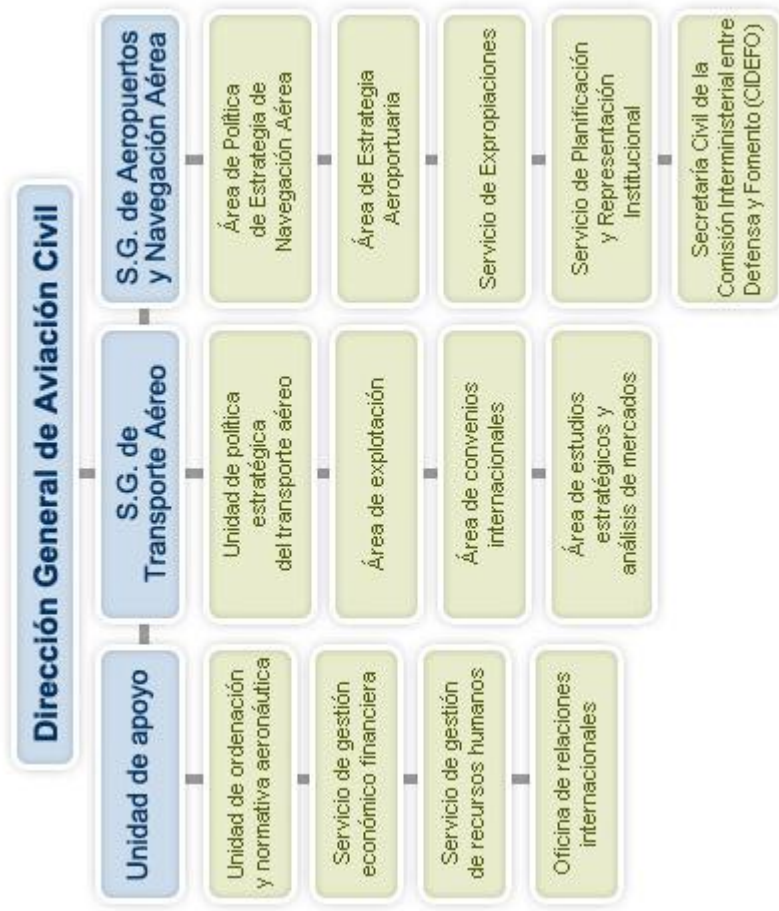 Dirección General de Aviación Civil
Unidad de apoyo
Unidad de ordenación
y normativa aeronáutica
Servicio de gestión
económico financiera
Servicio de gestión
de recursos humanos
Oficina de relaciones
internacionales
S.G. de
Transporte Aéreo
Unidad de política
estratégica
del transporte aéreo
Área de explotación
Área de convenios
internacionales
Área de estudios
estratégicos y
análisis de mercados
S.G. de Aeropuertos
y Navegación Aérea
Área de Política
de Estrategia de
Navegación Aérea
Área de Estrategia
Aeroportuaria
Servicio de Expropiaciones
Servicio de Planificación
y Representación
Institucional
Secretaría Civil de la
Comisión Interministerial entre
Defensa y Fomento (CIDEFO)